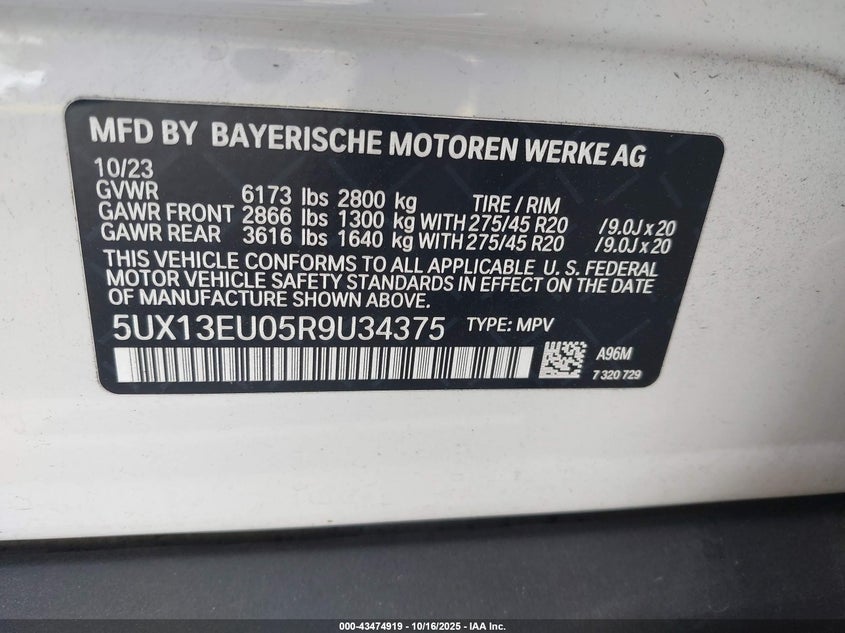 MFD BY BAYERISCHE MOTOREN WERKE AG
10/23
GVWR 6173 lbs 2800 kg TIRE / RIM
GAWR FRONT 2866 lbs 1300 kg WITH 275/45 R20 /9.0J x 20
GAWR REAR 3616 lbs 1640 kg WITH 275/45 R20 /9.0J x 20
THIS VEHICLE CONFORMS TO ALL APPLICABLE U. S. FEDERAL
MOTOR VEHICLE SAFETY STANDARDS IN EFFECT ON THE DATE
OF MANUFACTURE SHOWN ABOVE.
5UX13EU05R9U34375 TYPE: MPV
A96M
7 320 729
000-43474919 - 10/16/2025 - IAA Inc.